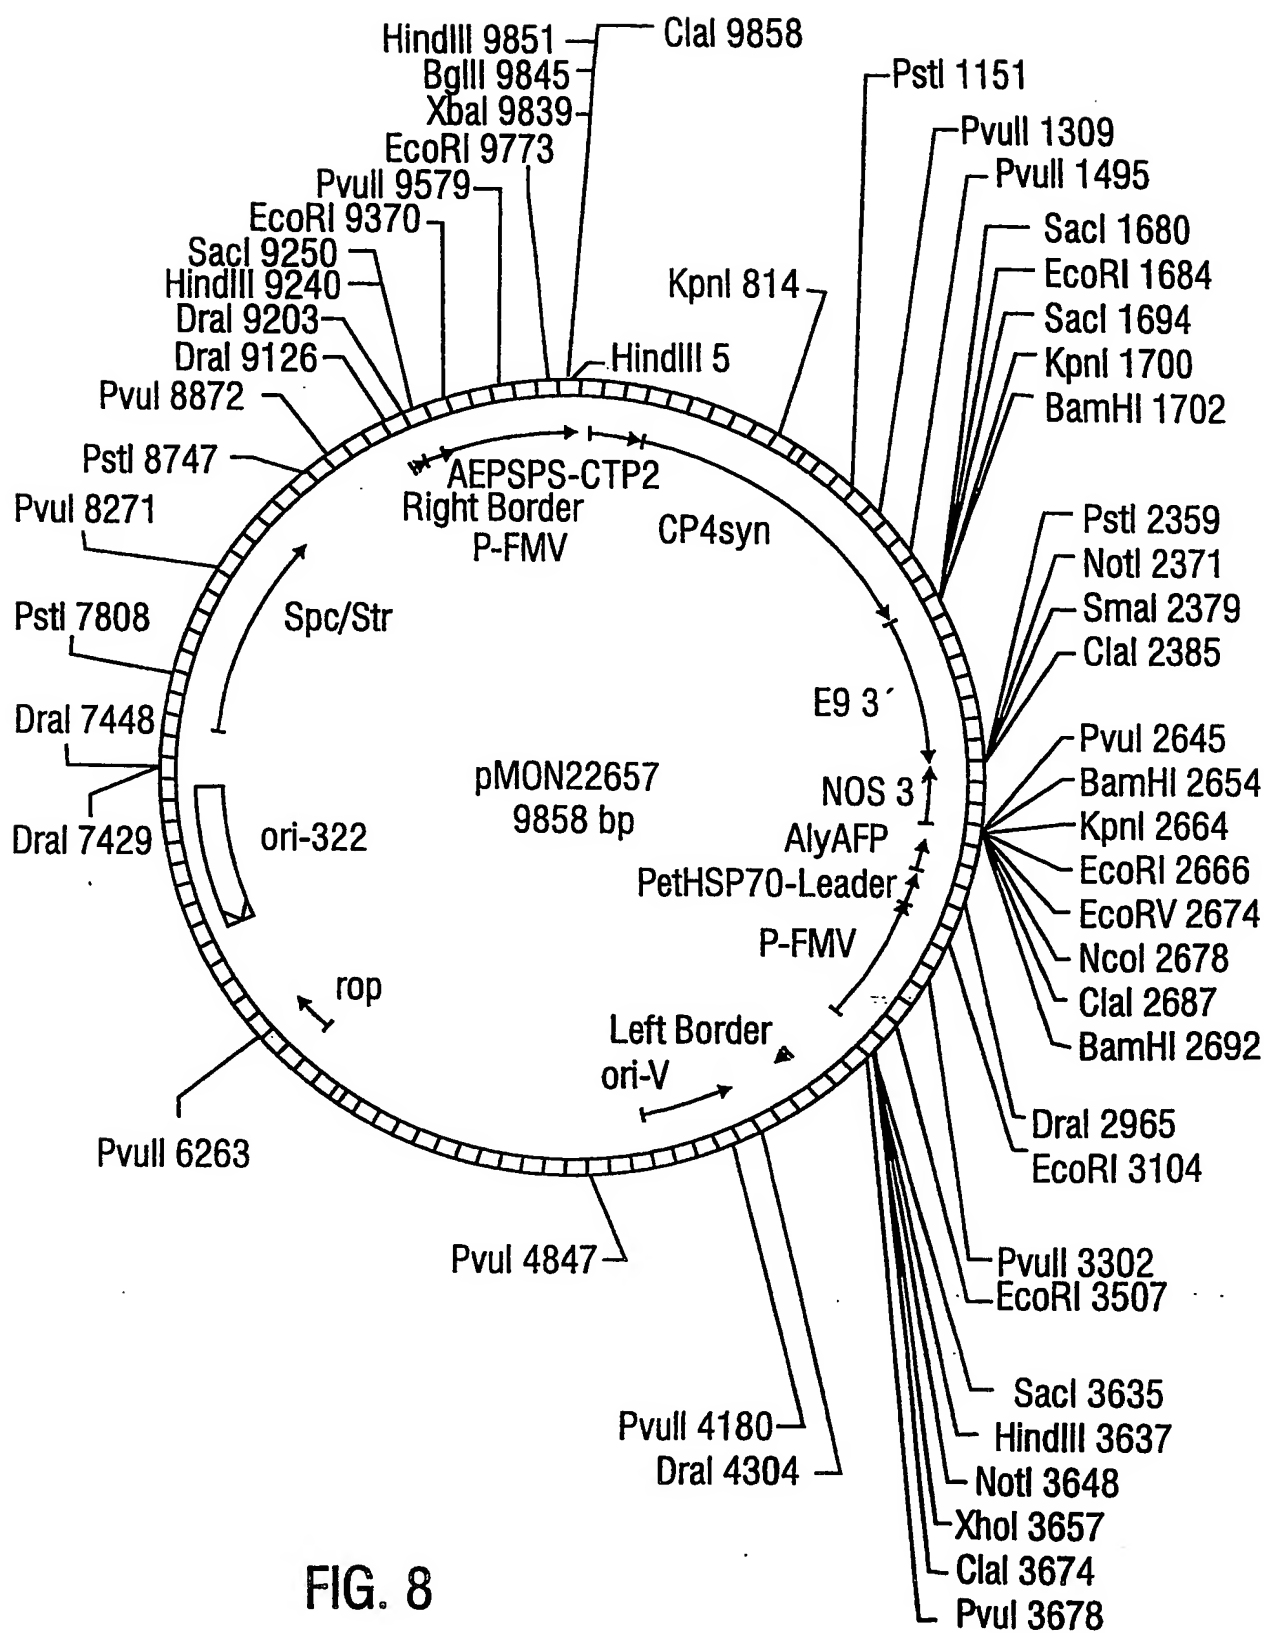 HindIII 9851
ClaI 9858
BglII 9845
XbaI 9839
EcoRI 9773
PvuII 9579
EcoRI 9370
SacI 9250
HindIII 9240
DraI 9203
DraI 9126
PvuI 8872
PstI 8747
PvuI 8271
PstI 7808
DraI 7448
DraI 7429
PvuII 6263
PvuI 4847
HindIII 5
KpnI 814
PstI 1151
PvuII 1309
PvuII 1495
SacI 1680
EcoRI 1684
SacI 1694
KpnI 1700
BamHI 1702
PstI 2359
NotI 2371
SmaI 2379
ClaI 2385
PvuI 2645
BamHI 2654
KpnI 2664
EcoRI 2666
EcoRV 2674
NcoI 2678
ClaI 2687
BamHI 2692
DraI 2965
EcoRI 3104
PvuII 3302
EcoRI 3507
SacI 3635
HindIII 3637
NotI 3648
XhoI 3657
ClaI 3674
PvuI 3678
PvuII 4180
DraI 4304
AEPSPS-CTP2
Right Border
P-FMV
CP4syn
Spc/Str
E9 3´
pMON22657
9858 bp
NOS 3
AlyAFP
PetHSP70-Leader
P-FMV
ori-322
rop
Left Border
ori-V
FIG. 8